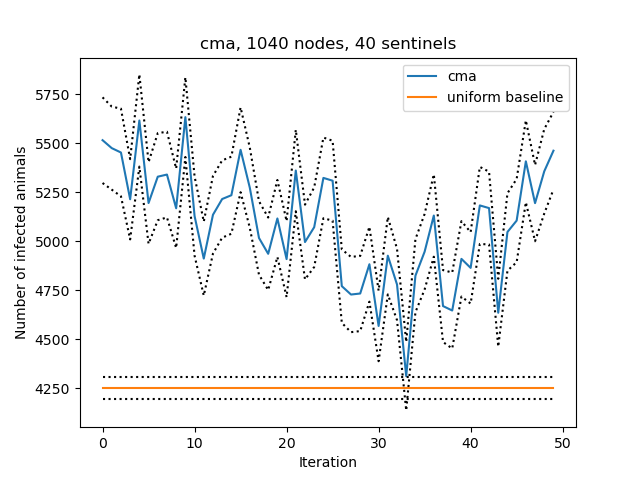 cma, 1040 nodes, 40 sentinels
cma
uniform baseline
Number of infected animals
5750
5500
5250
5000
4750
4500
4250
0
10
20
30
40
50
Iteration